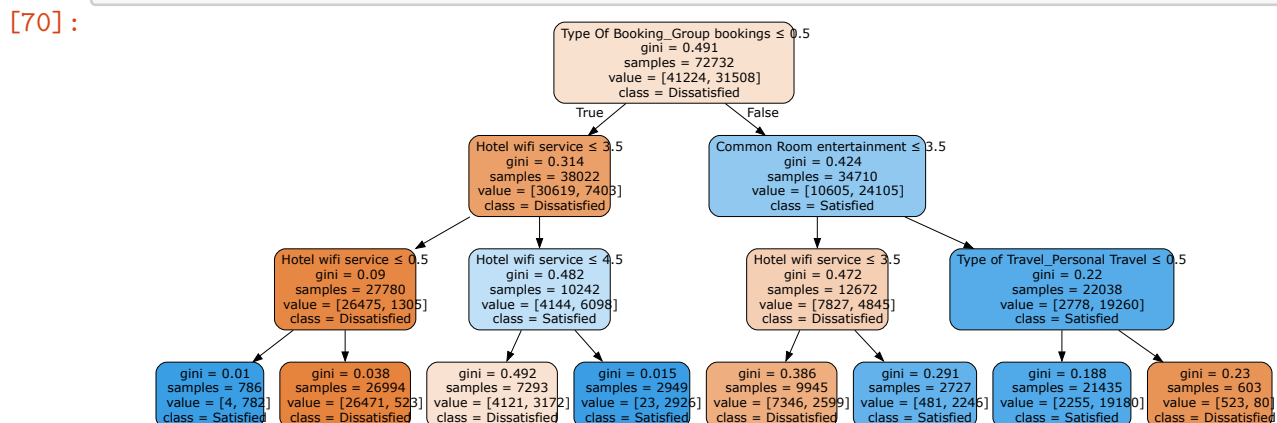 [70]:
Type Of Booking_Group bookings ≤ 0.5
gini = 0.491
samples = 72732
value = [41224, 31508]
class = Dissatisfied
True
False
Hotel wifi service ≤ 3.5
gini = 0.314
samples = 38022
value = [30619, 7403]
class = Dissatisfied
Common Room entertainment ≤ 3.5
gini = 0.424
samples = 34710
value = [10605, 24105]
class = Satisfied
Hotel wifi service ≤ 0.5
gini = 0.09
samples = 27780
value = [26475, 1305]
class = Dissatisfied
Hotel wifi service ≤ 4.5
gini = 0.482
samples = 10242
value = [4144, 6098]
class = Satisfied
Hotel wifi service ≤ 3.5
gini = 0.472
samples = 12672
value = [7827, 4845]
class = Dissatisfied
Type of Travel_Personal Travel ≤ 0.5
gini = 0.22
samples = 22038
value = [2778, 19260]
class = Satisfied
gini = 0.01
samples = 786
value = [4, 782]
class = Satisfied
gini = 0.038
samples = 26994
value = [26471, 523]
class = Dissatisfied
gini = 0.492
samples = 7293
value = [4121, 3172]
class = Dissatisfied
gini = 0.015
samples = 2949
value = [23, 2926]
class = Satisfied
gini = 0.386
samples = 9945
value = [7346, 2599]
class = Dissatisfied
gini = 0.291
samples = 2727
value = [481, 2246]
class = Satisfied
gini = 0.188
samples = 21435
value = [2255, 19180]
class = Satisfied
gini = 0.23
samples = 603
value = [523, 80]
class = Dissatisfied